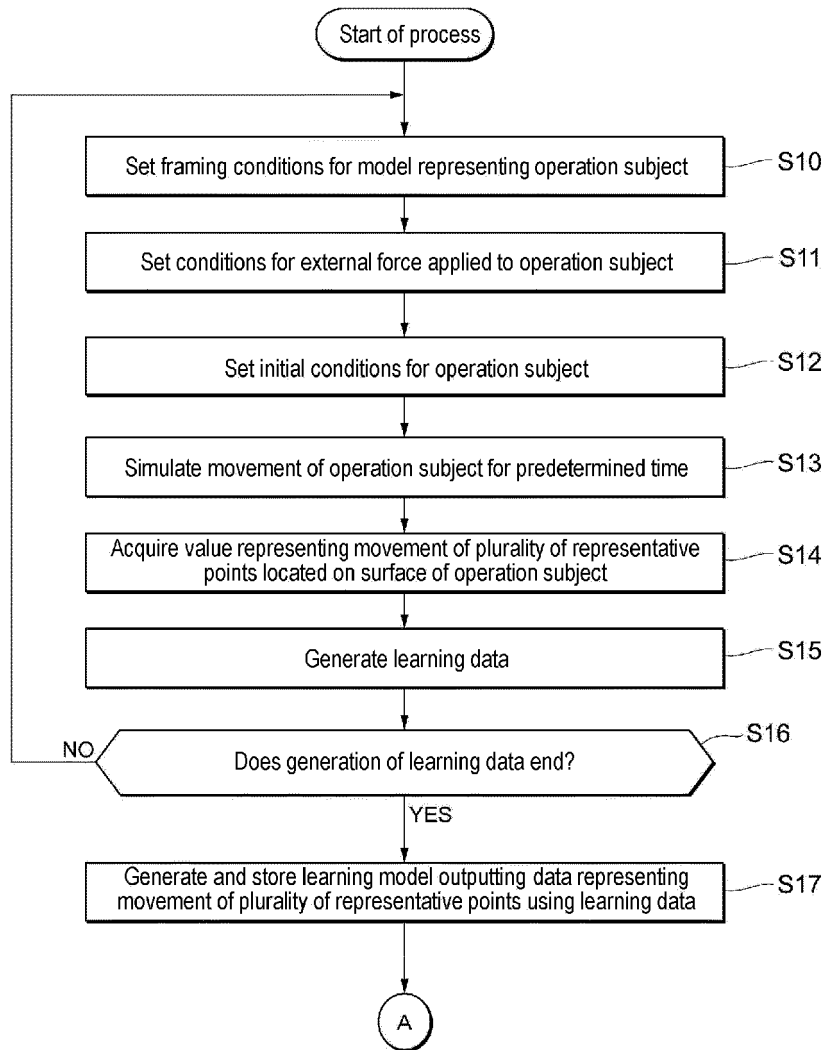 Start of process
Set framing conditions for model representing operation subject
S10
Set conditions for external force applied to operation subject
S11
Set initial conditions for operation subject
S12
Simulate movement of operation subject for predetermined time
S13
Acquire value representing movement of plurality of representative
points located on surface of operation subject
S14
Generate learning data
S15
Does generation of learning data end?
S16
NO
YES
Generate and store learning model outputting data representing
movement of plurality of representative points using learning data
S17
A